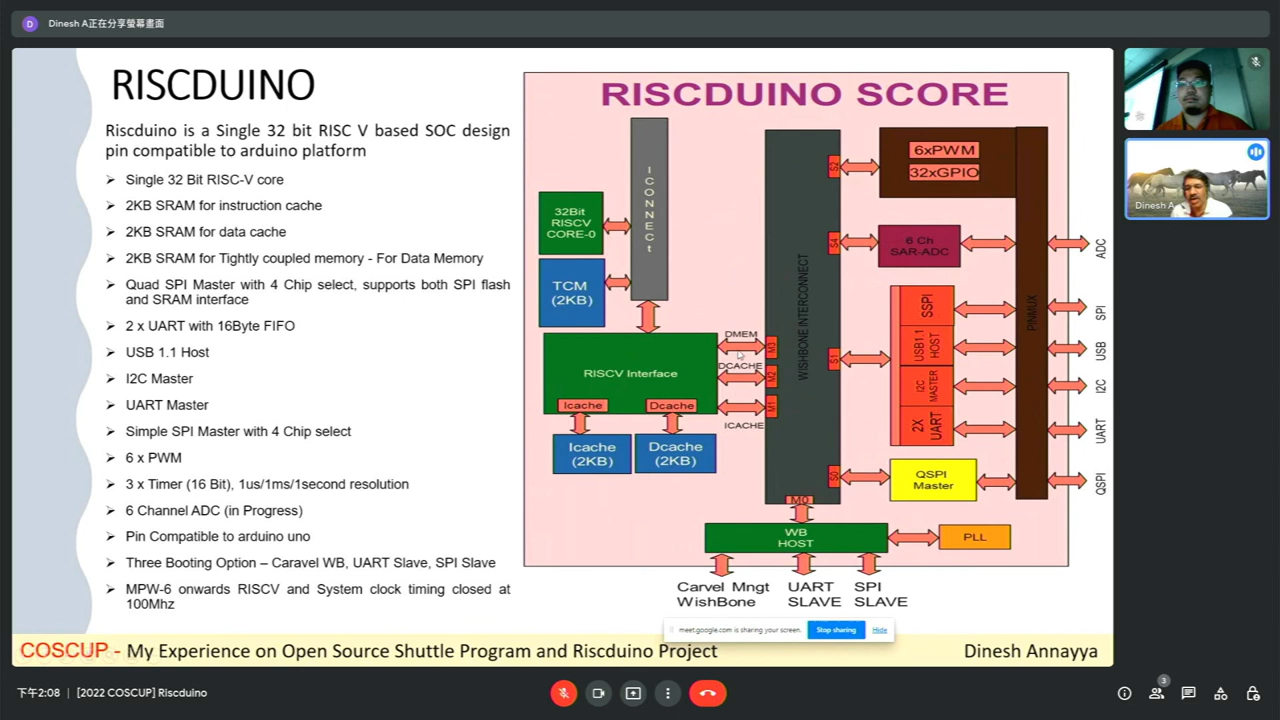 D
Dinesh A正在分享螢幕畫面
RISCDUINO
Riscduino is a Single 32 bit RISC V based SOC design
pin compatible to arduino platform
Single 32 Bit RISC-V core
2KB SRAM for instruction cache
2KB SRAM for data cache
2KB SRAM for Tightly coupled memory - For Data Memory
Quad SPI Master with 4 Chip select, supports both SPI flash
and SRAM interface
2 x UART with 16Byte FIFO
USB 1.1 Host
I2C Master
UART Master
Simple SPI Master with 4 Chip select
6 x PWM
3 x Timer (16 Bit), 1us/1ms/1second resolution
6 Channel ADC (in Progress)
Pin Compatible to arduino uno
Three Booting Option – Caravel WB, UART Slave, SPI Slave
MPW-6 onwards RISCV and System clock timing closed at
100Mhz
RISCDUINO SCORE
ICONNECt
32Bit
RISCV
CORE-0
TCM
(2KB)
RISCV Interface
Icache
Dcache
Icache
(2KB)
Dcache
(2KB)
DMEM
DCACHE
ICACHE
M3
M2
M1
M0
WISHBONE INTERCONNECT
S2
S4
S1
S0
6xPWM
32xGPIO
6 Ch
SAR-ADC
SSPI
USB1.1
HOST
I2C
MASTER
2X
UART
QSPI
Master
PINMUX
ADC
SPI
USB
I2C
UART
QSPI
WB
HOST
PLL
Carvel Mngt
WishBone
UART
SLAVE
SPI
SLAVE
meet.google.com is sharing your screen.
Stop sharing
Hide
COSCUP - My Experience on Open Source Shuttle Program and Riscduino Project
Dinesh Annayya
Dinesh A
下午2:08 | [2022 COSCUP] Riscduino
3